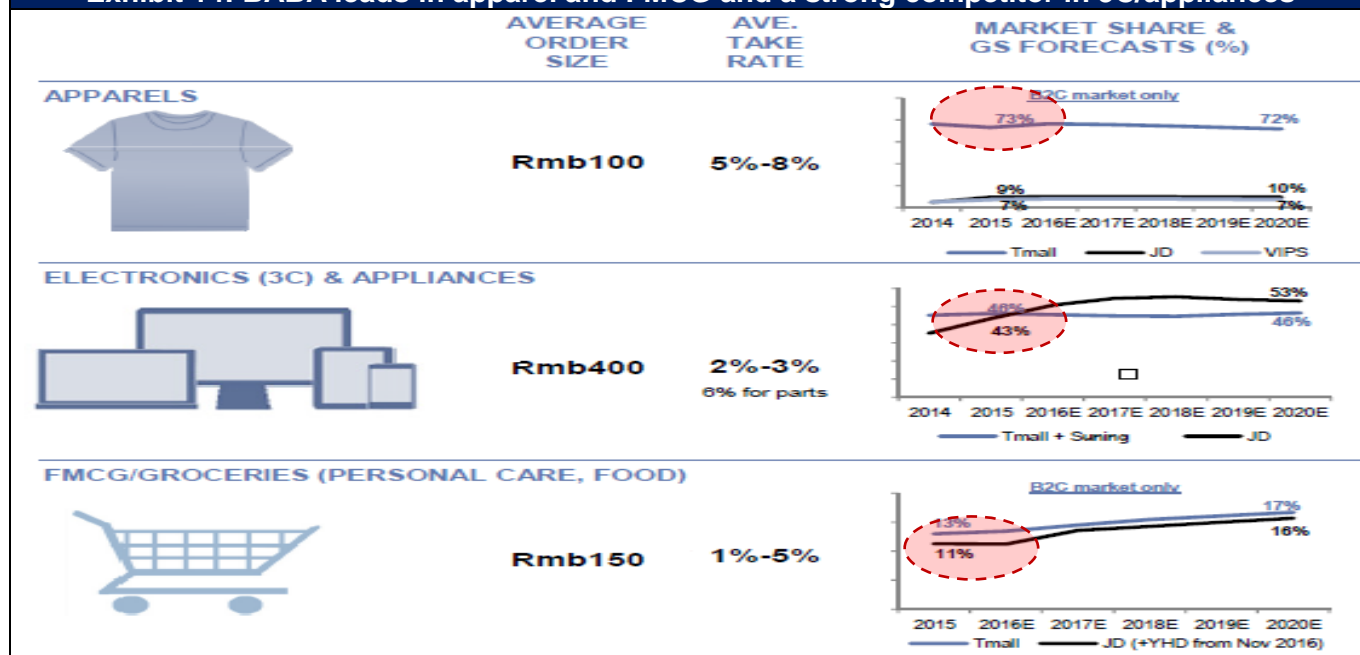 AVERAGE ORDER SIZE
AVE. TAKE RATE
MARKET SHARE & GS FORECASTS (%)
APPARELS
Rmb100
5%-8%
B2C market only
73%
72%
9%
10%
7%
7%
2014 2015 2016E 2017E 2018E 2019E 2020E
Tmall JD VIPS
ELECTRONICS (3C) & APPLIANCES
Rmb400
2%-3%
6% for parts
53%
46%
43%
46%
2014 2015 2016E 2017E 2018E 2019E 2020E
Tmall + Suning JD
FMCG/GROCERIES (PERSONAL CARE, FOOD)
Rmb150
1%-5%
B2C market only
13%
17%
11%
16%
2015 2016E 2017E 2018E 2019E 2020E
Tmall JD (+YHD from Nov 2016)